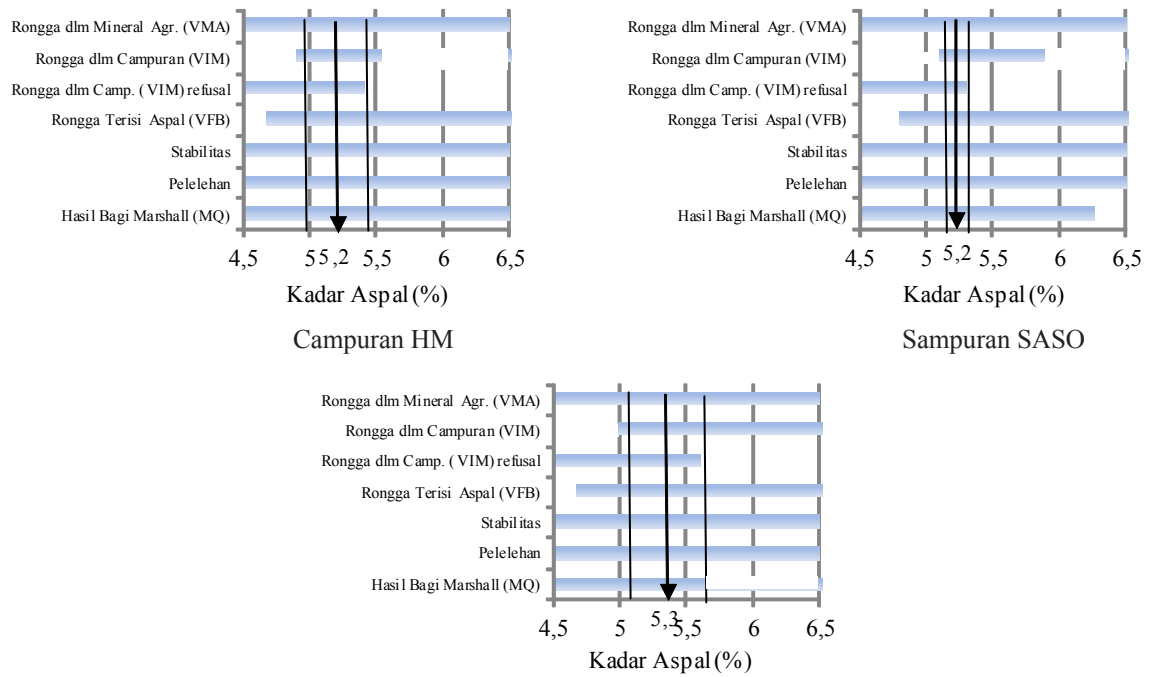 Rongga dlm Mineral Agr. (VMA)
Rongga dlm Campuran (VIM)
Rongga dlm Camp. (VIM) refusal
Rongga Terisi Aspal (VFB)
Stabilitas
Pelelehan
Hasil Bagi Marshall (MQ)
4,5 5 5,2 5,5 6 6,5
Kadar Aspal (%)
Campuran HM
Rongga dlm Mineral Agr. (VMA)
Rongga dlm Campuran (VIM)
Rongga dlm Camp. (VIM) refusal
Rongga Terisi Aspal (VFB)
Stabilitas
Pelelehan
Hasil Bagi Marshall (MQ)
4,5 5 5,2 5,5 6 6,5
Kadar Aspal (%)
Sampuran SASO
Rongga dlm Mineral Agr. (VMA)
Rongga dlm Campuran (VIM)
Rongga dlm Camp. (VIM) refusal
Rongga Terisi Aspal (VFB)
Stabilitas
Pelelehan
Hasil Bagi Marshall (MQ)
4,5 5 5,3 5,5 6 6,5
Kadar Aspal (%)